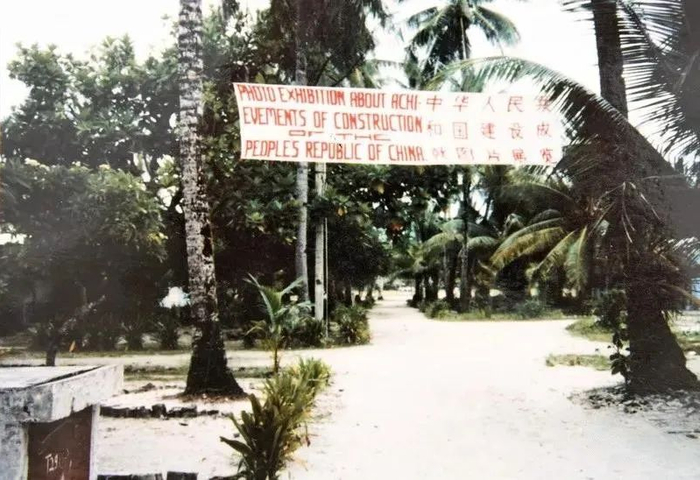 PHOTO EXHIBITION ABOUT ACHI-
EVEMENTS OF CONSTRUCTION
OF THE
PEOPLES REPUBLIC OF CHINA
中华人民共
和国建设成
就图片展览